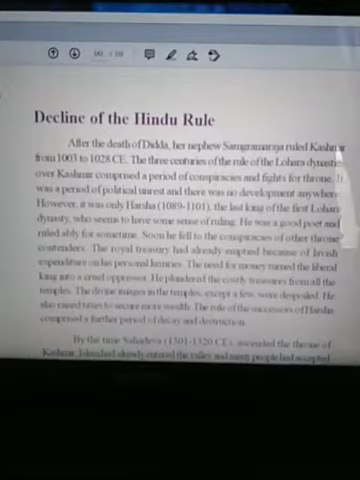 Decline of the Hindu Rule
After the death of Didda, her nephew Samgramaraja ruled Kashmir
from 1003 to 1028 CE. The three centuries of the rule of the Lohara dynastie
over Kashmir comprised a period of conspiracies and fights for throne. It
was a period of political unrest and there was no development anywhere
However, it was only Harsha (1089-1101), the last king of the first Lohara
dynasty, who seems to have some sense of ruling. He was a good poet and
ruled ably for sometime. Soon he fell to the conspiracies of other throne
contenders. The royal treasury had already emptied because of lavish
expenditure on his personal luxuries. The need for money turned the liberal
king into a cruel oppressor. He plundered the costly treasures from all the
temples. The divine images in the temples, except a few, were despoiled. He
also raised taxes to secure more wealth. The rule of the successors of Harsha
comprised a further period of decay and destruction.
By the time Sahadeva (1301-1320 CE), ascended the throne of
Kashmir, Islam had already entered the valley and many people had accepted